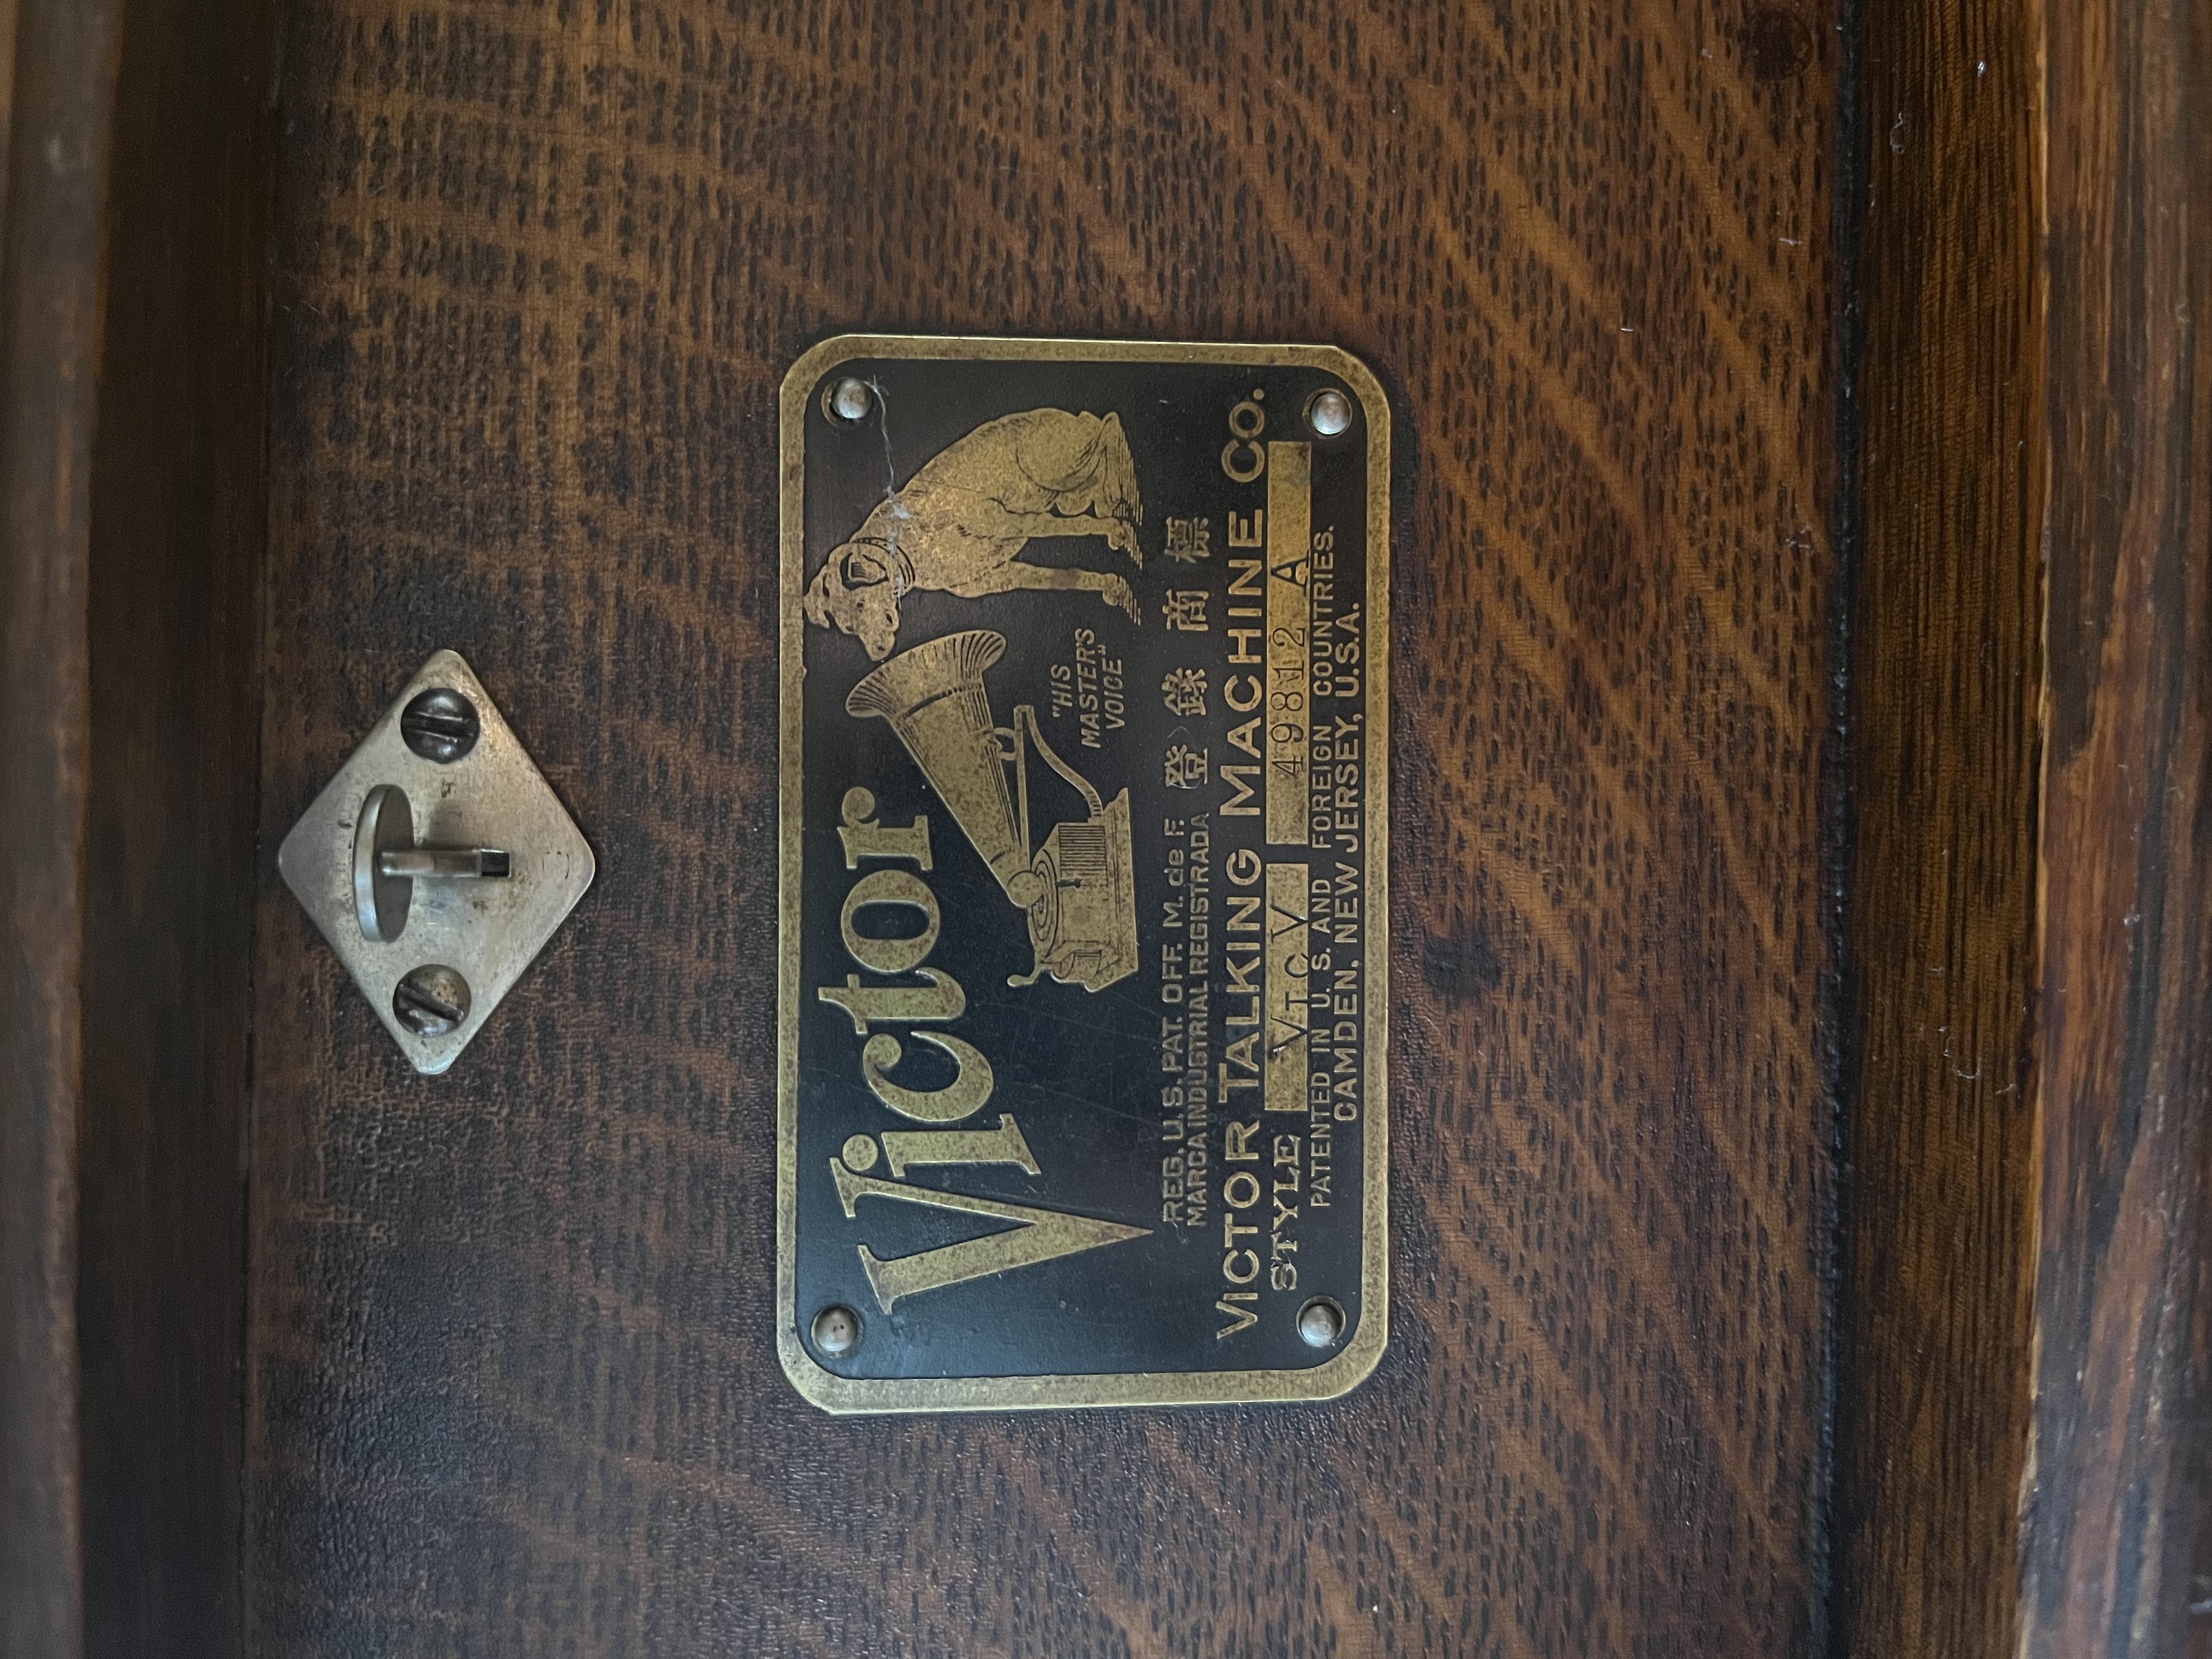 Victor
"HIS
MASTER'S
VOICE"
REG. U.S. PAT. OFF. M. de F.
MARCA INDUSTRIAL REGISTRADA
登録商標
VICTOR TALKING MACHINE CO.
STYLE VTCV 49812 A
PATENTED IN U. S. AND FOREIGN COUNTRIES.
CAMDEN, NEW JERSEY, U.S.A.